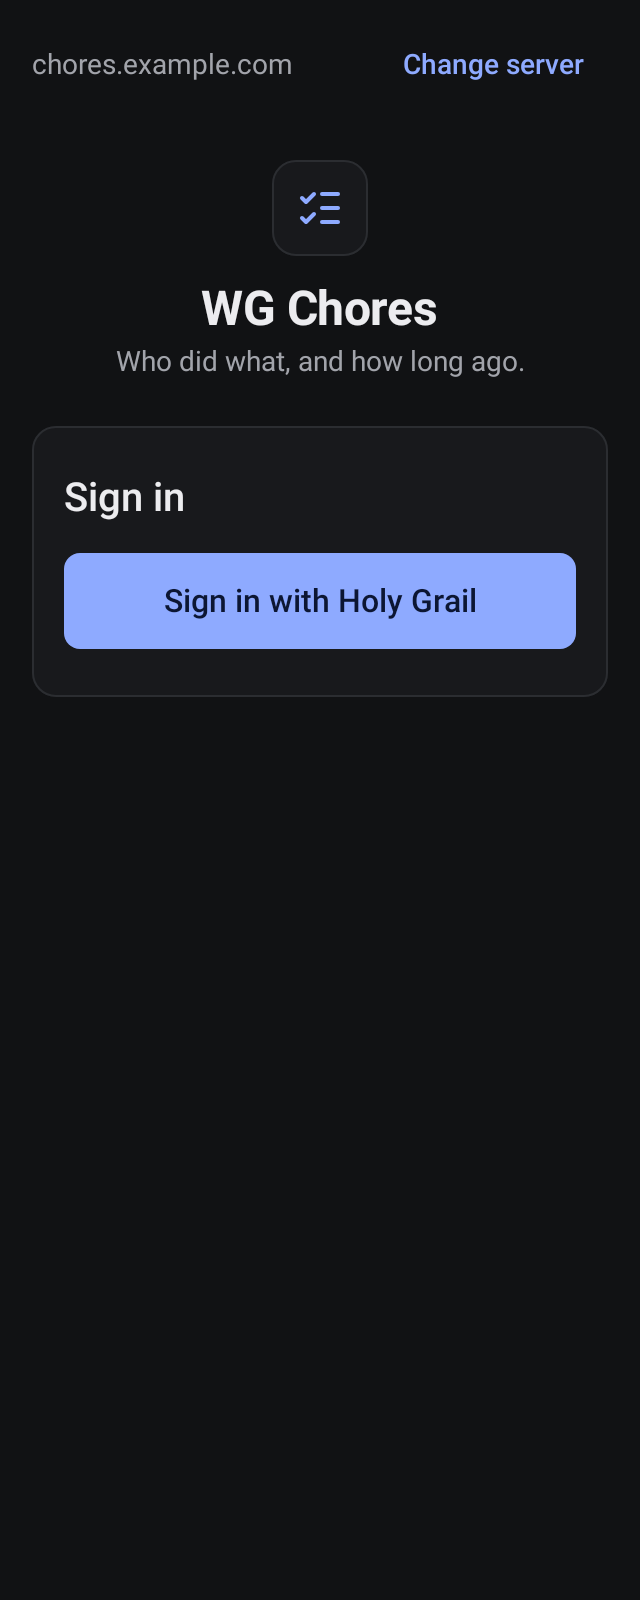 chores.example.com
Change server
WG Chores
Who did what, and how long ago.
Sign in
Sign in with Holy Grail